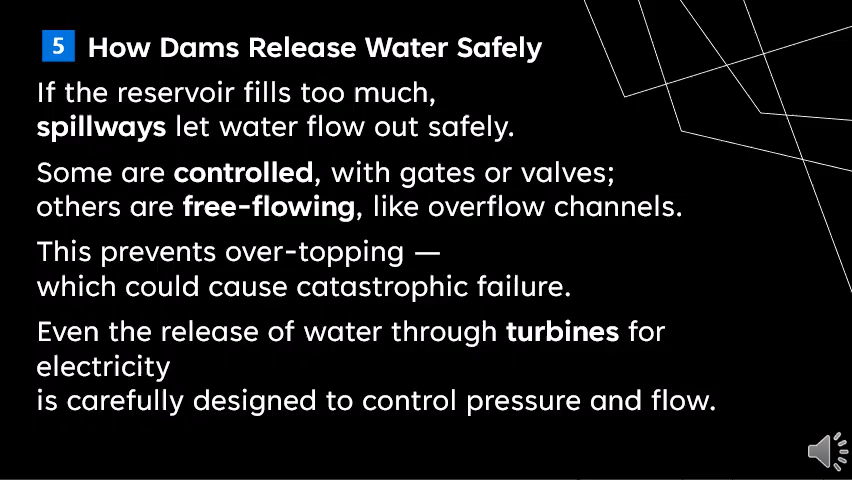 5 How Dams Release Water Safely
If the reservoir fills too much,
spillways let water flow out safely.
Some are controlled, with gates or valves;
others are free-flowing, like overflow channels.
This prevents over-topping —
which could cause catastrophic failure.
Even the release of water through turbines for
electricity
is carefully designed to control pressure and flow.